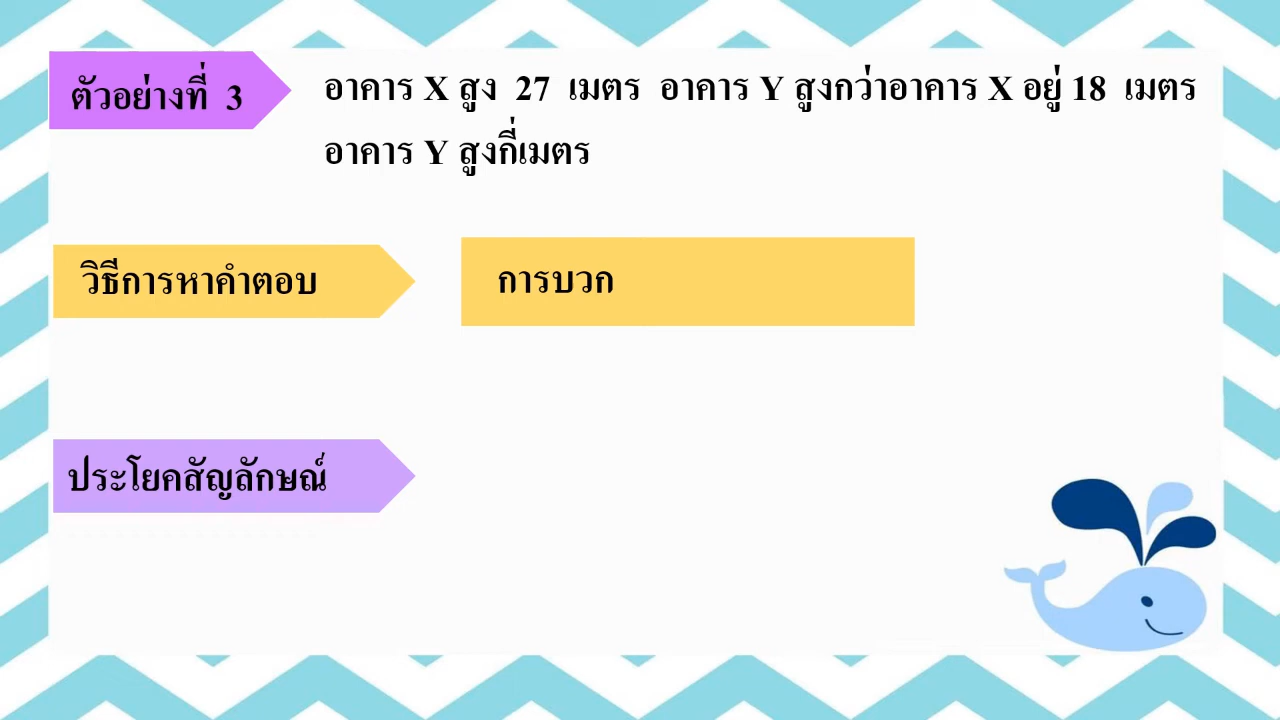 ตัวอย่างที่ 3
อาคาร X สูง 27 เมตร อาคาร Y สูงกว่าอาคาร X อยู่ 18 เมตร
อาคาร Y สูงกี่เมตร
วิธีการหาคำตอบ
การบวก
ประโยคสัญลักษณ์